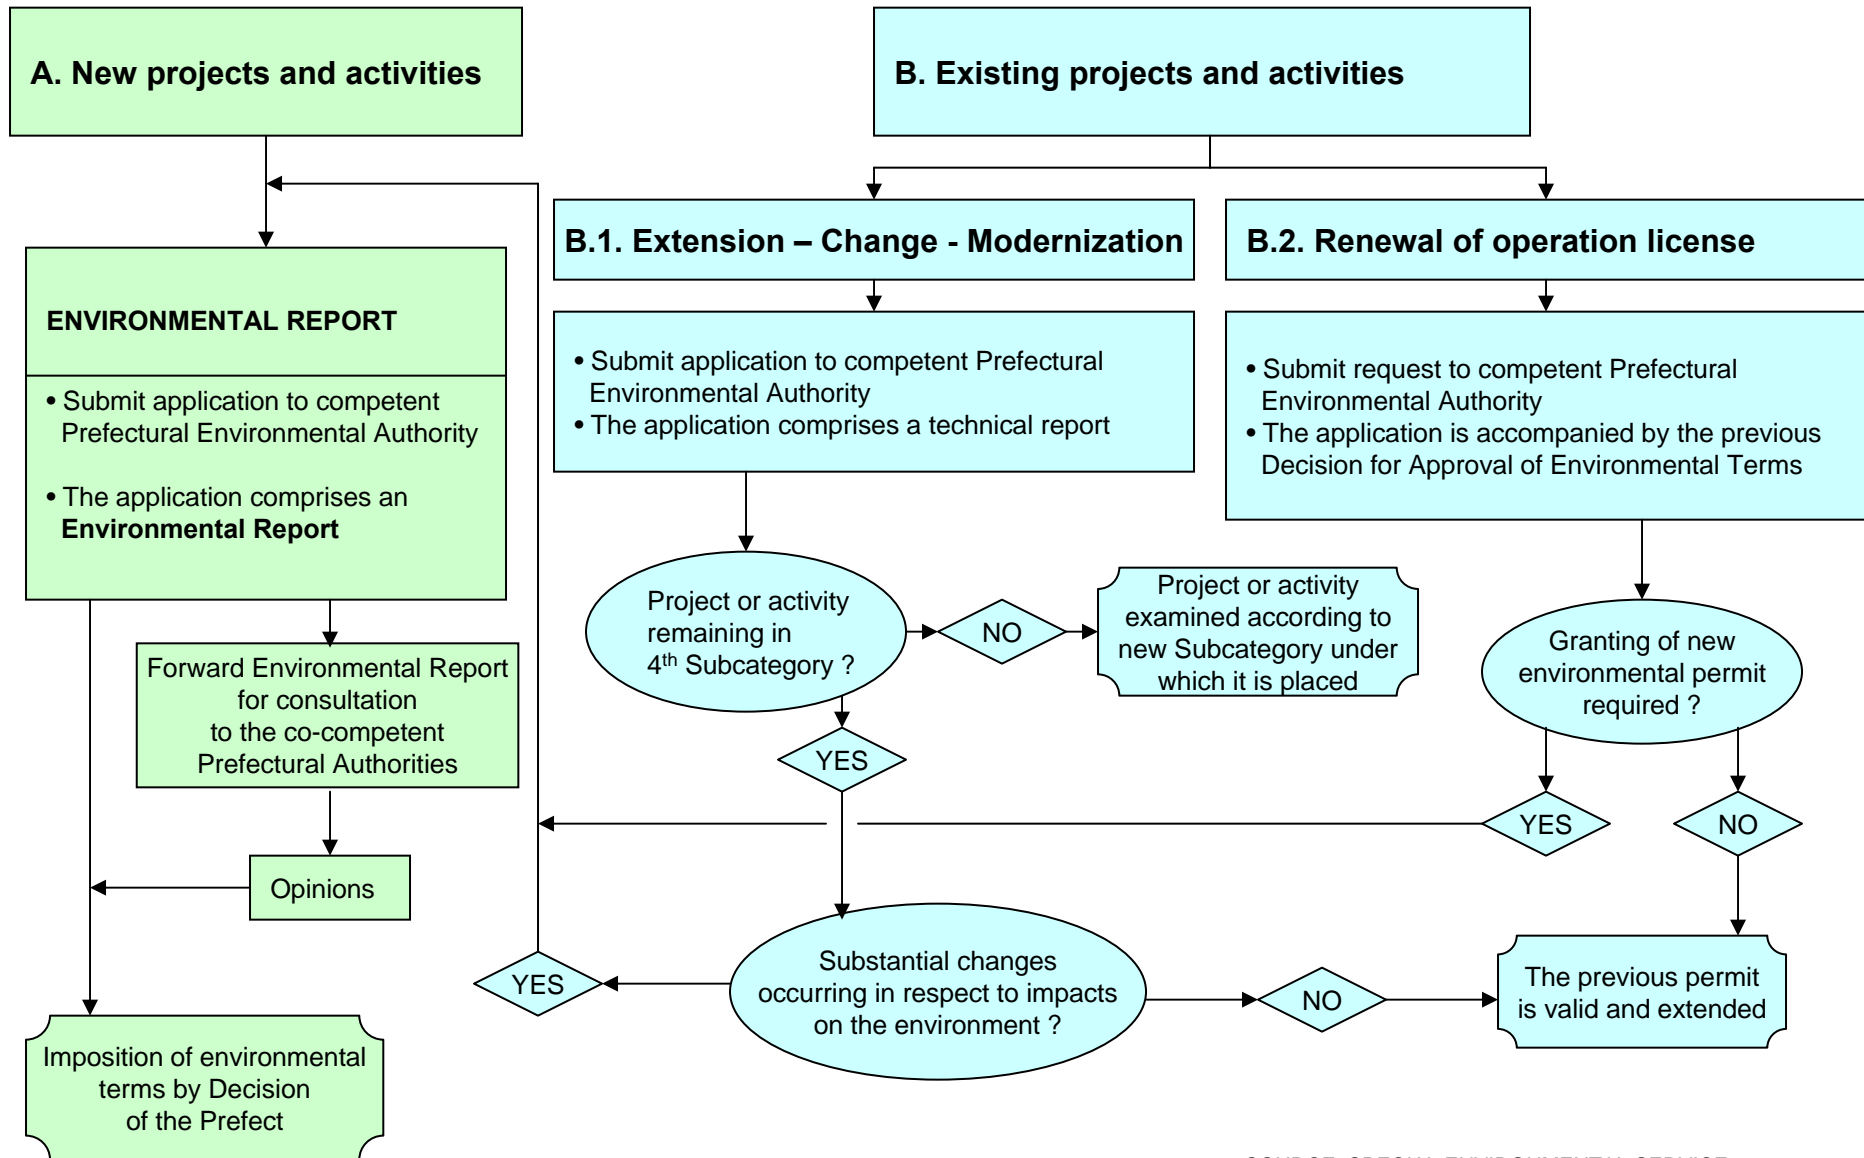 A. New projects and activities
B. Existing projects and activities
B.1. Extension – Change - Modernization
B.2. Renewal of operation license
ENVIRONMENTAL REPORT
• Submit application to competent
Prefectural Environmental Authority
• The application comprises an
Environmental Report
• Submit application to competent Prefectural
Environmental Authority
• The application comprises a technical report
• Submit request to competent Prefectural
Environmental Authority
• The application is accompanied by the previous
Decision for Approval of Environmental Terms
Project or activity
remaining in
4th Subcategory ?
NO
Project or activity
examined according to
new Subcategory under
which it is placed
Granting of new
environmental permit
required ?
Forward Environmental Report
for consultation
to the co-competent
Prefectural Authorities
YES
YES
NO
Opinions
YES
Substantial changes
occurring in respect to impacts
on the environment ?
NO
The previous permit
is valid and extended
Imposition of environmental
terms by Decision
of the Prefect